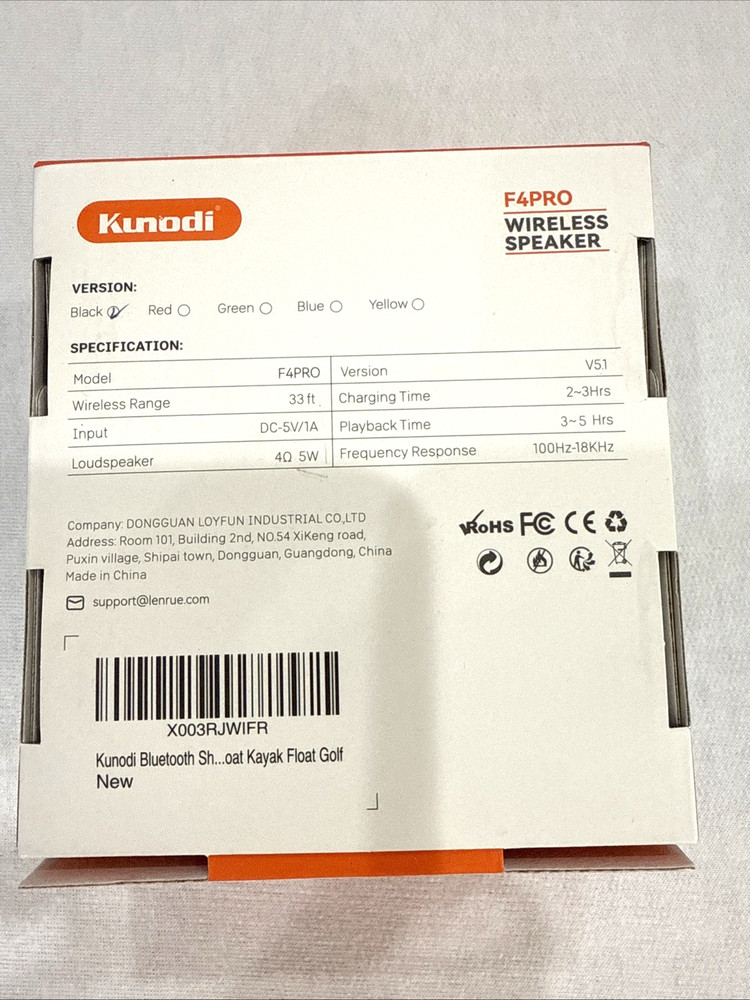 Kunodi
F4PRO
WIRELESS
SPEAKER
VERSION:
Black Red Green Blue Yellow
SPECIFICATION:
Model F4PRO Version V5.1
Wireless Range 33 ft Charging Time 2~3Hrs
Input DC-5V/1A Playback Time 3~5 Hrs
Loudspeaker 4Ω 5W Frequency Response 100Hz-18KHz
Company: DONGGUAN LOYFUN INDUSTRIAL CO.,LTD
Address: Room 101, Building 2nd, NO.54 XiKeng road,
Puxin village, Shipai town, Dongguan, Guangdong, China
Made in China
support@lenrue.com
RoHS FC CE
X003RJWIFR
Kunodi Bluetooth Sh...oat Kayak Float Golf
New